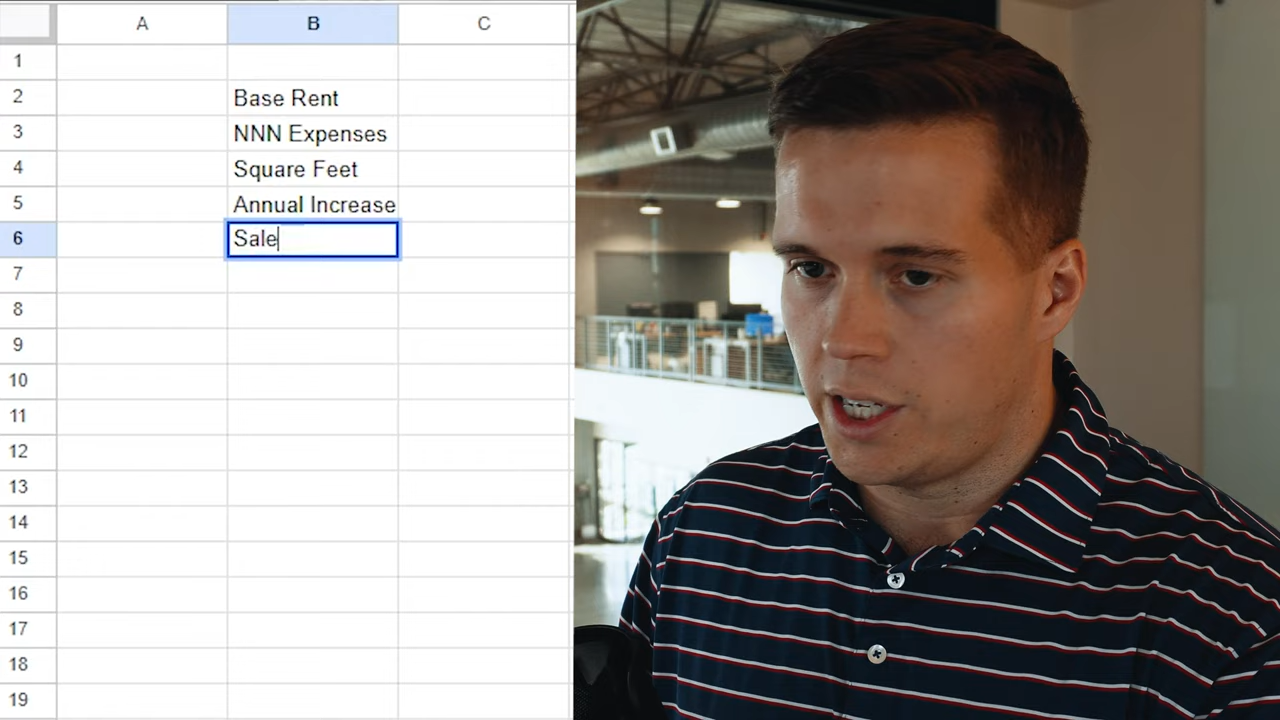 A B C
1
2 Base Rent
3 NNN Expenses
4 Square Feet
5 Annual Increase
6 Sale
7
8
9
10
11
12
13
14
15
16
17
18
19